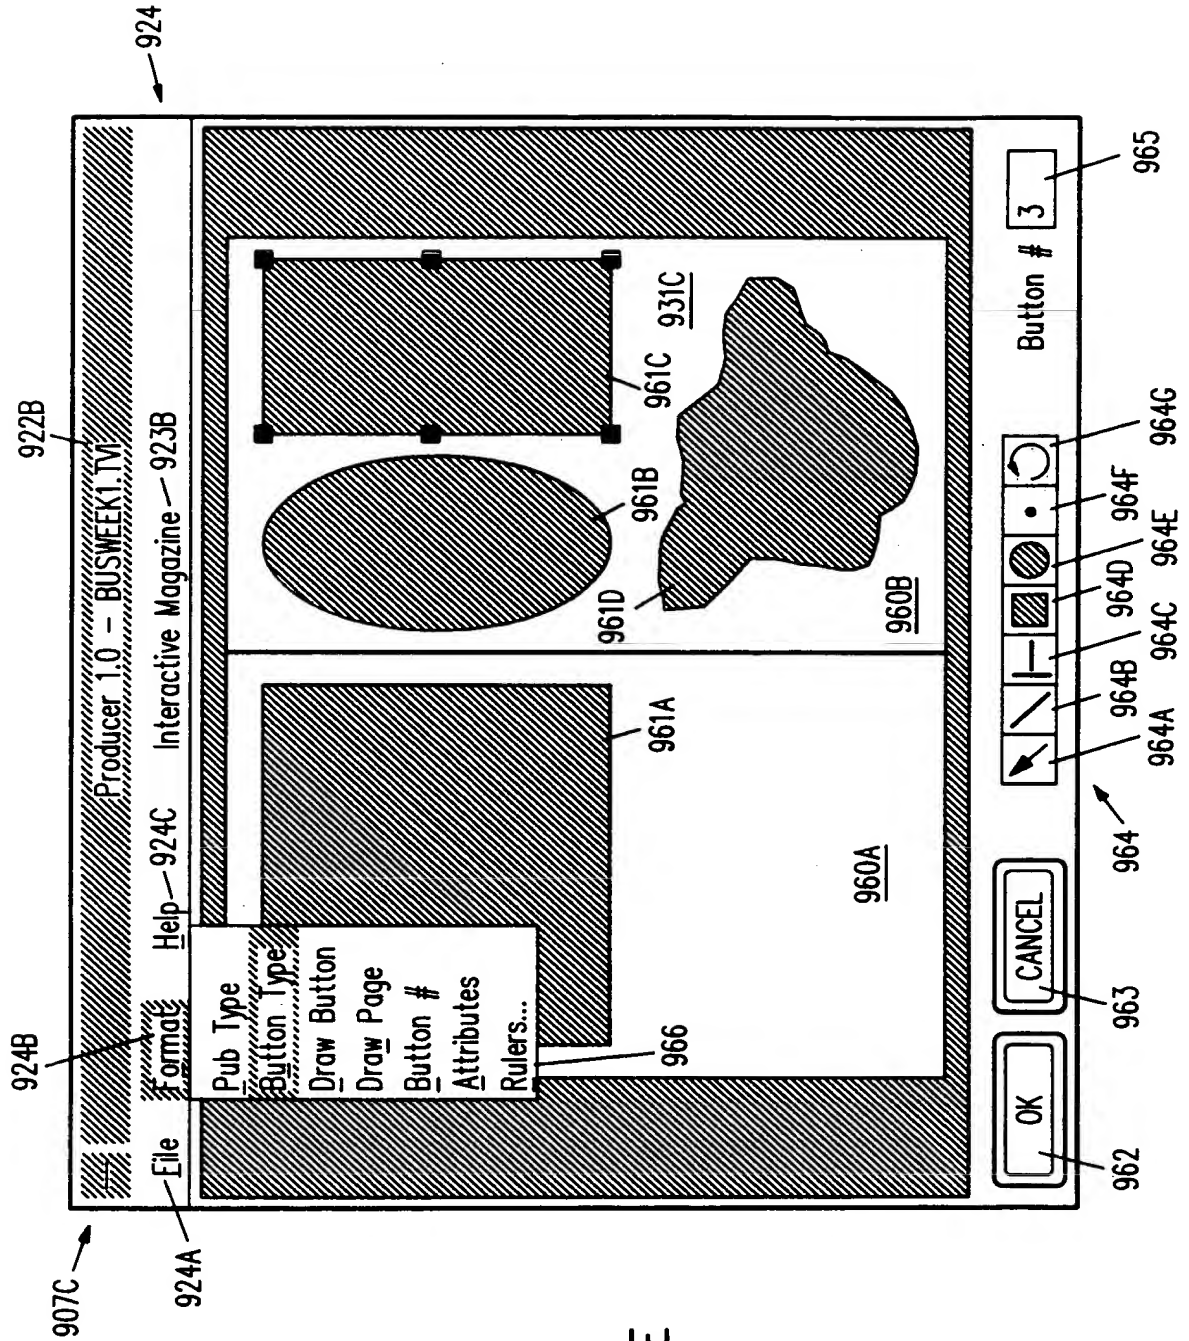 907C
922B
924
Producer 1.0 – BUSWEEK1.TVI
924A
924B
File Format Help 924C Interactive Magazine 923B
Pub Type
Button Type
Draw Button
Draw Page
Button #
Attributes
Rulers...
966
961A
961B
961C
931C
961D
960A
960B
OK
CANCEL
Button # 3
962
963
964
964A
964B
964C
964D
964E
964F
964G
965